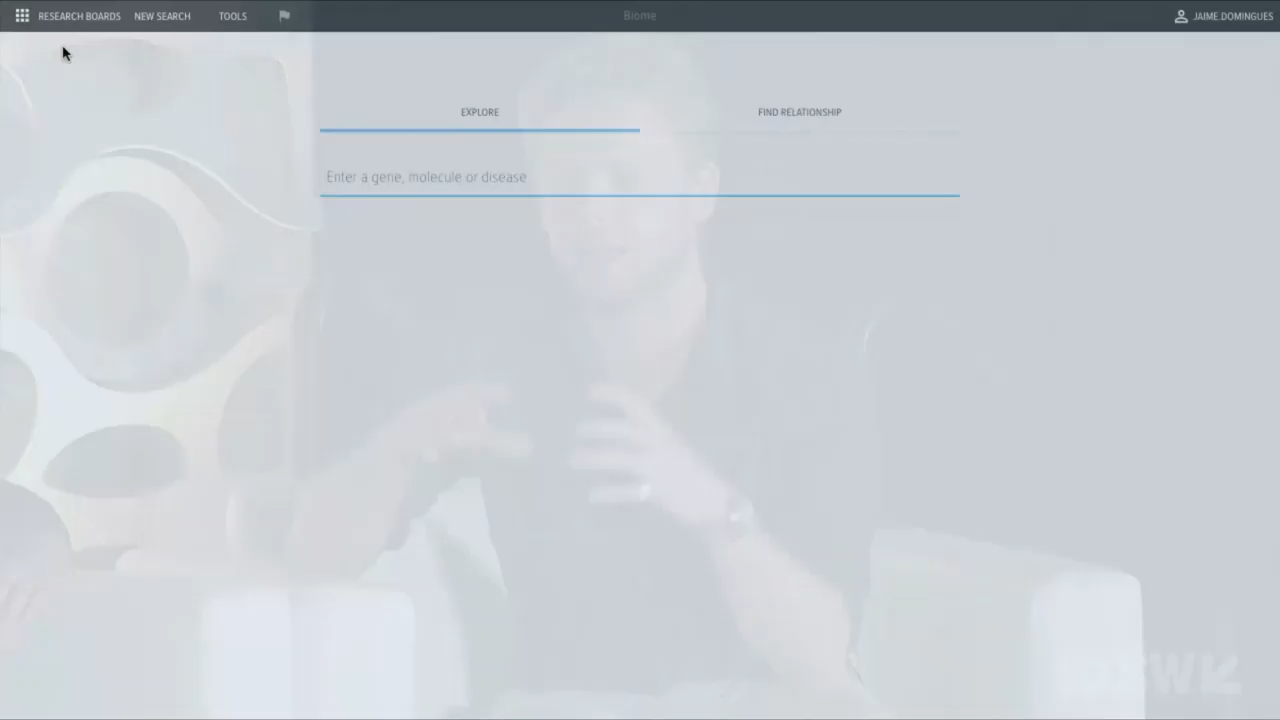 RESEARCH BOARDS NEW SEARCH TOOLS Biome JAIME.DOMINGUES
EXPLORE FIND RELATIONSHIP
Enter a gene, molecule or disease